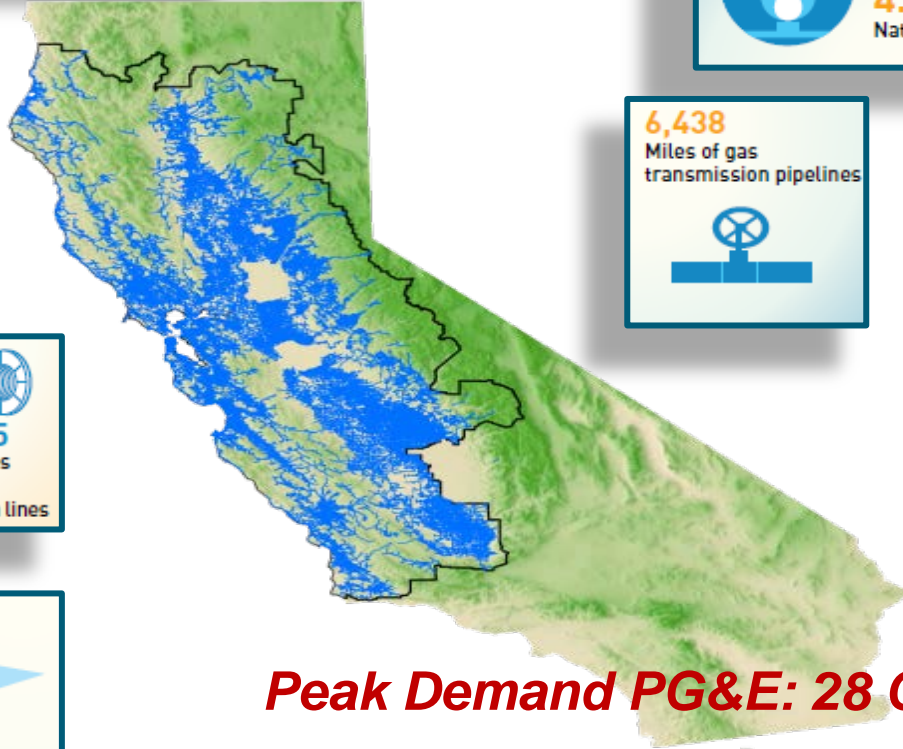 Nat
6,438
Miles of gas
transmission pipelines
lines
Peak Demand PG&E: 28